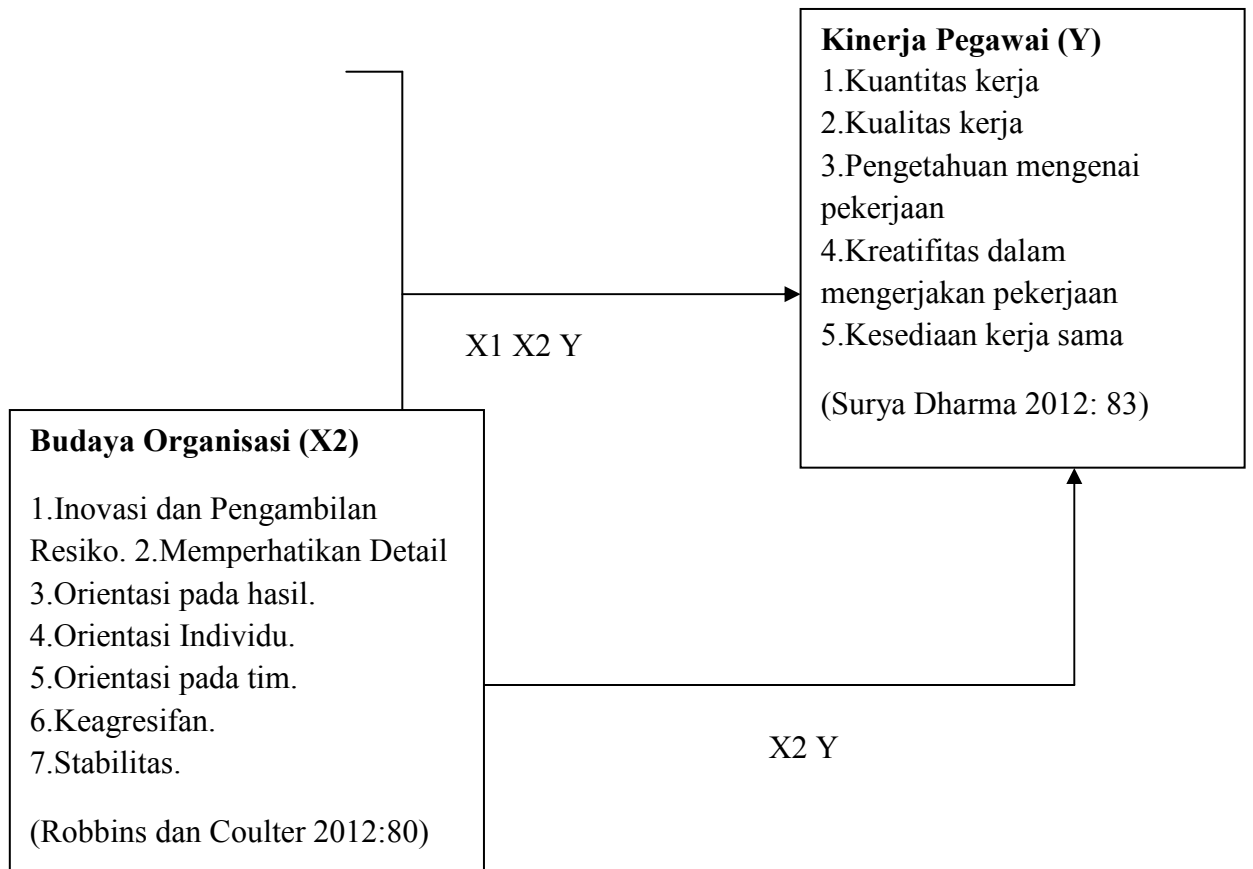 Kinerja Pegawai (Y)
1.Kuantitas kerja
2.Kualitas kerja
3.Pengetahuan mengenai
pekerjaan
4.Kreatifitas dalam
mengerjakan pekerjaan
5.Kesediaan kerja sama
(Surya Dharma 2012: 83)
X1 X2 Y
Budaya Organisasi (X2)
1.Inovasi dan Pengambilan
Resiko. 2.Memperhatikan Detail
3.Orientasi pada hasil.
4.Orientasi Individu.
5.Orientasi pada tim.
6.Keagresifan.
7.Stabilitas.
(Robbins dan Coulter 2012:80)
X2 Y